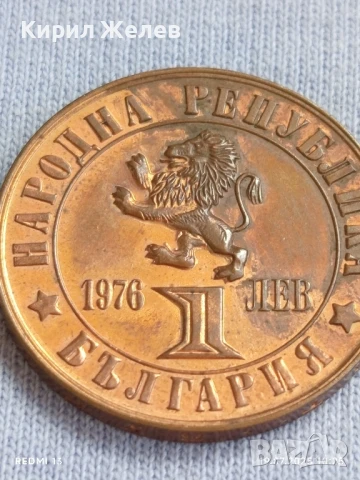 Кирил Желев
НАРОДНА РЕПУБЛИКА
1976 1 ЛЕВ
БЪЛГАРИЯ
REDMI 13